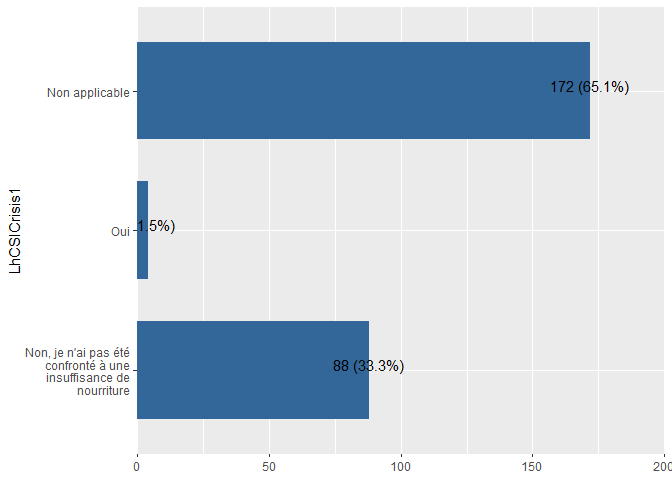 LhCSICrisis1
Non applicable
172 (65.1%)
Oui
1.5%)
Non, je n'ai pas été
confronté à une
insuffisance de
nourriture
88 (33.3%)
0
50
100
150
200